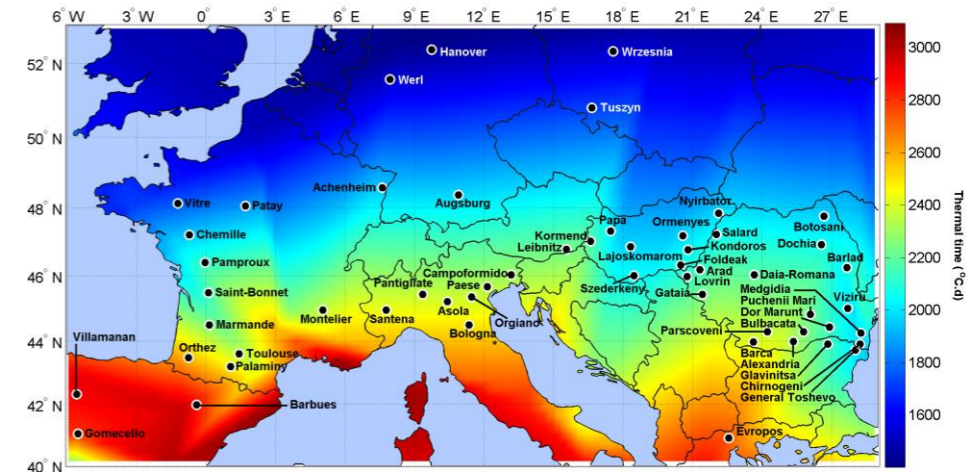 6 W 3 W 0 3 E 6 E 9 E 12 E 15 E 18 E 21 E 24 E 27 E
52° N
50° N
48° N
46° N
44° N
42° N
40° N
Hanover
Wrzesnia
Werl
Tuszyn
Achenheim
Augsburg
Vitre
Patay
Nyirbator
Papa
Ormenyes
Botosani
Chemille
Kormend
Salard
Leibnitz
Kondoros
Dochia
Lajoskomarom
Foldeak
Barlad
Pamproux
Campoformido
Arad
Daia-Romana
Pantigliate
Paese
Szederkeny
Lovrin
Medgidia
Saint-Bonnet
Gataia
Puchenii Mari
Viziru
Asola
Dor Marunt
Montelier
Santena
Orgiano
Bulbacata
Marmande
Bologna
Parscoveni
Villamanan
Barca
Orthez
Toulouse
Alexandria
Palaminy
Glavinitsa
Chirnogeni
General Toshevo
Barbues
Gomecello
Evropos
3000
2800
2600
2400
2200
2000
1800
1600
Thermal time (°C.d)